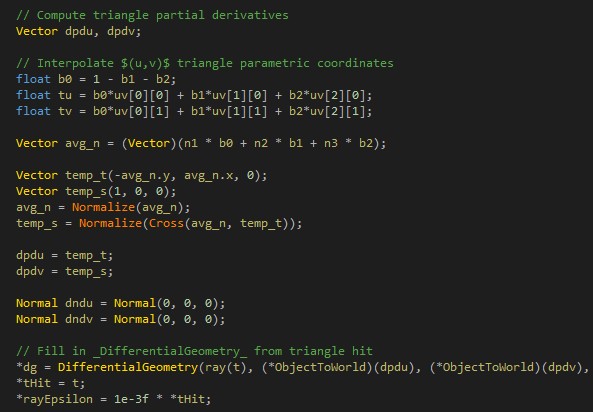 // Compute triangle partial derivatives
Vector dpdu, dpdv;
// Interpolate $(u,v)$ triangle parametric coordinates
float b0 = 1 - b1 - b2;
float tu = b0*uv[0][0] + b1*uv[1][0] + b2*uv[2][0];
float tv = b0*uv[0][1] + b1*uv[1][1] + b2*uv[2][1];
Vector avg_n = (Vector)(n1 * b0 + n2 * b1 + n3 * b2);
Vector temp_t(-avg_n.y, avg_n.x, 0);
Vector temp_s(1, 0, 0);
avg_n = Normalize(avg_n);
temp_s = Normalize(Cross(avg_n, temp_t));
dpdu = temp_t;
dpdv = temp_s;
Normal dndu = Normal(0, 0, 0);
Normal dndv = Normal(0, 0, 0);
// Fill in _DifferentialGeometry_ from triangle hit
*dg = DifferentialGeometry(ray(t), (*ObjectToWorld)(dpdu), (*ObjectToWorld)(dpdv),
*tHit = t;
*rayEpsilon = 1e-3f * *tHit;